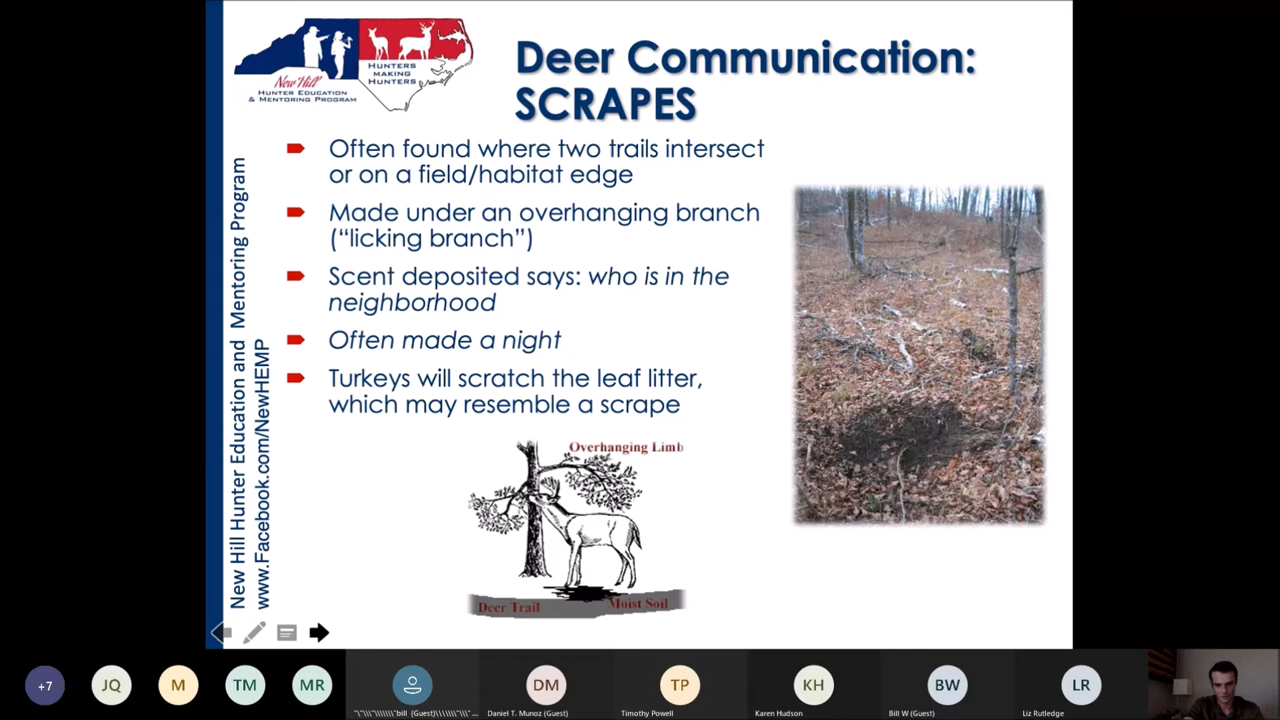 New Hill
HUNTER EDUCATION
& MENTORING PROGRAM
HUNTERS
MAKING
HUNTERS
Deer Communication:
SCRAPES
Often found where two trails intersect
or on a field/habitat edge
Made under an overhanging branch
(“licking branch”)
Scent deposited says: who is in the
neighborhood
Often made a night
Turkeys will scratch the leaf litter,
which may resemble a scrape
New Hill Hunter Education and Mentoring Program
www.Facebook.com/NewHEMP
Overhanging Limb
Deer Trail
Moist Soil
+7
JQ
M
TM
MR
DM
TP
KH
BW
LR
"\"\\"\\\\\\\"bill (Guest)\\\\\\\"\\\" ...
Daniel T. Munoz (Guest)
Timothy Powell
Karen Hudson
Bill W (Guest)
Liz Rutledge